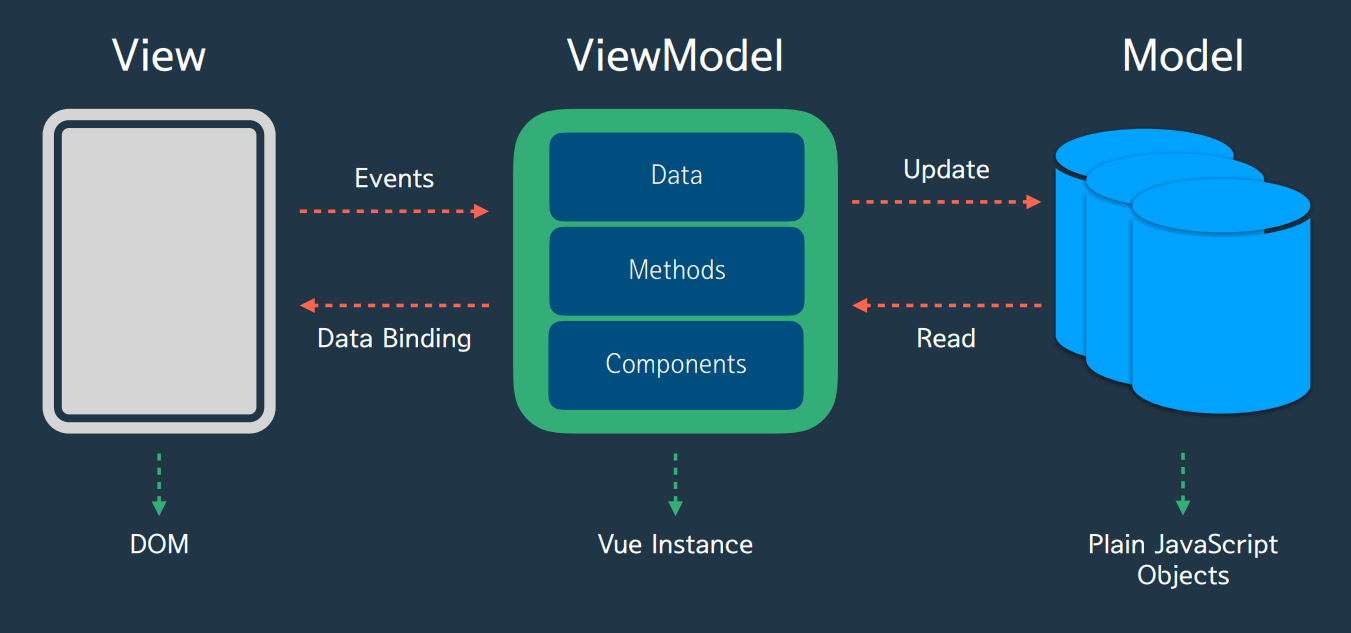 View
ViewModel
Model
Events
Data Binding
Data
Methods
Components
Update
Read
DOM
Vue Instance
Plain JavaScript
Objects